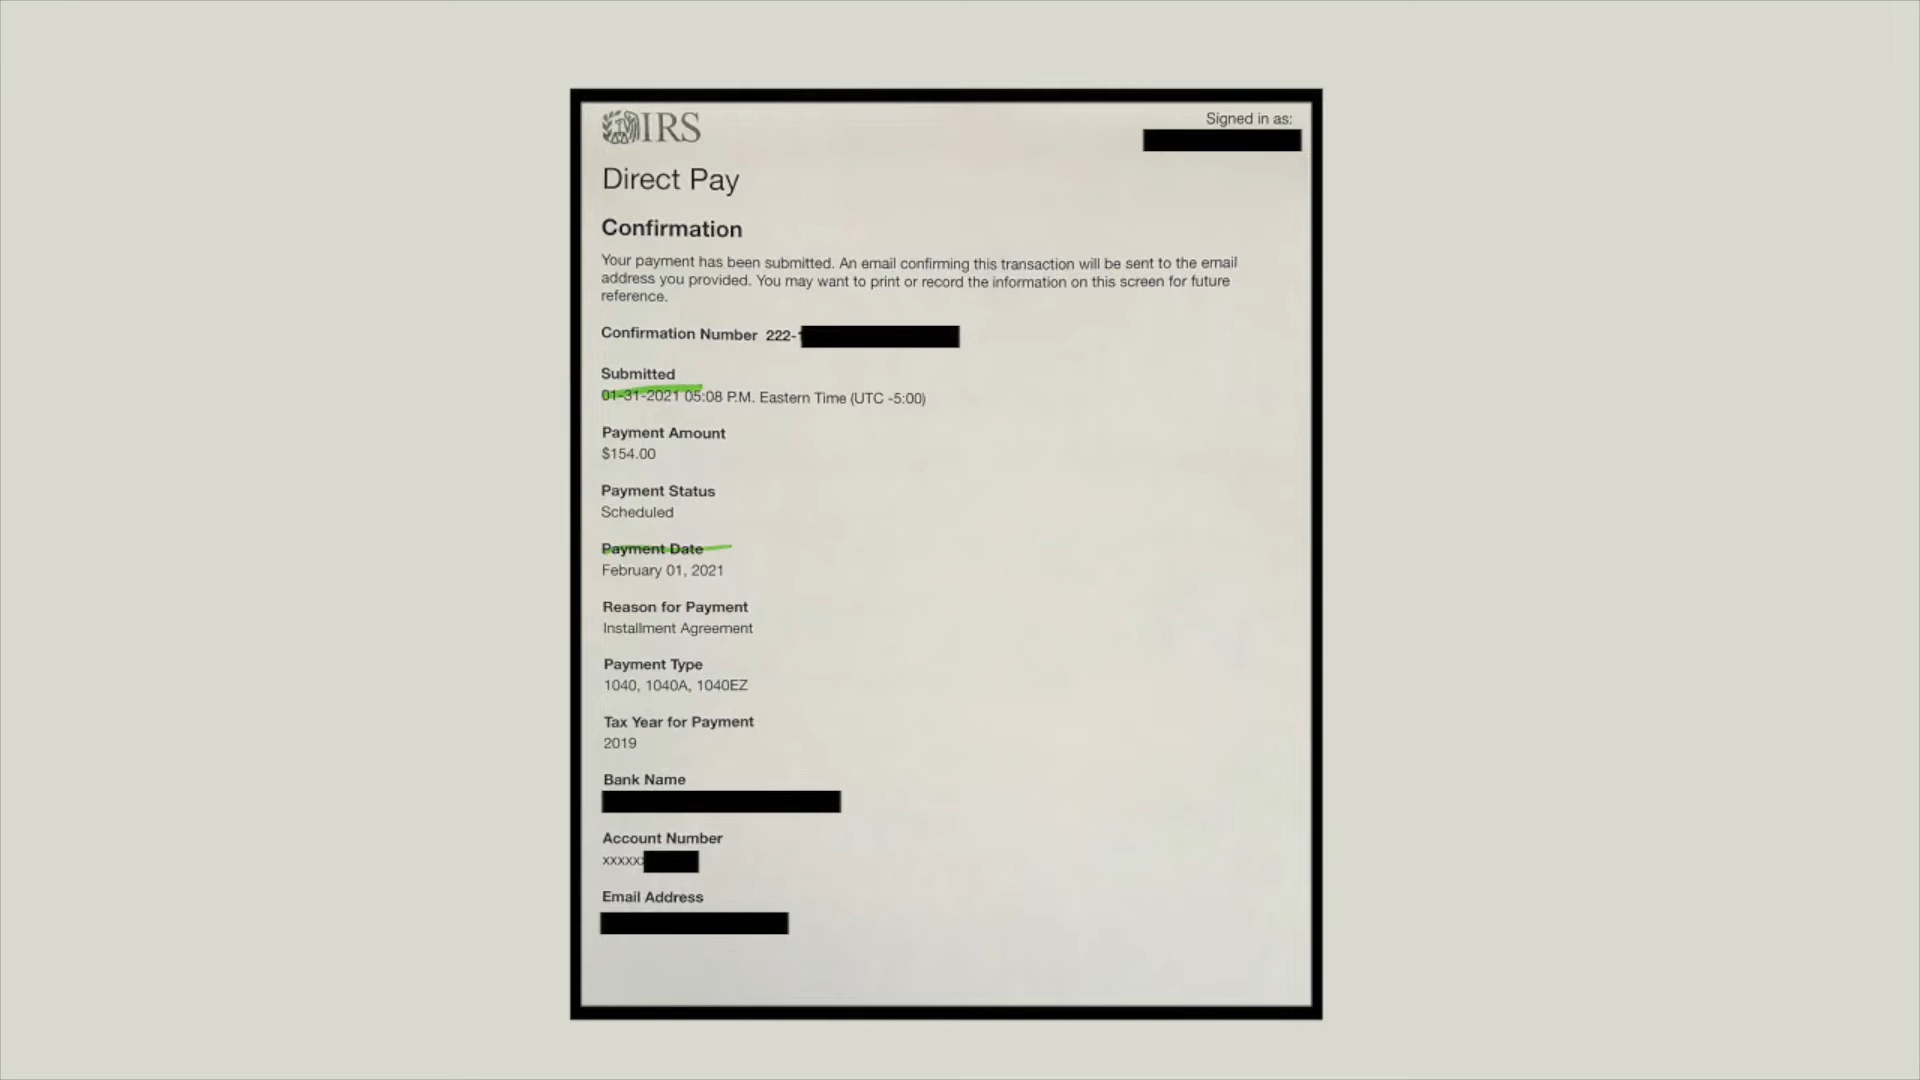 IRS
Signed in as:
Direct Pay
Confirmation
Your payment has been submitted. An email confirming this transaction will be sent to the email
address you provided. You may want to print or record the information on this screen for future
reference.
Confirmation Number 222-
Submitted
01-31-2021 05:08 P.M. Eastern Time (UTC -5:00)
Payment Amount
$154.00
Payment Status
Scheduled
Payment Date
February 01, 2021
Reason for Payment
Installment Agreement
Payment Type
1040, 1040A, 1040EZ
Tax Year for Payment
2019
Bank Name
Account Number
xxxxxx
Email Address